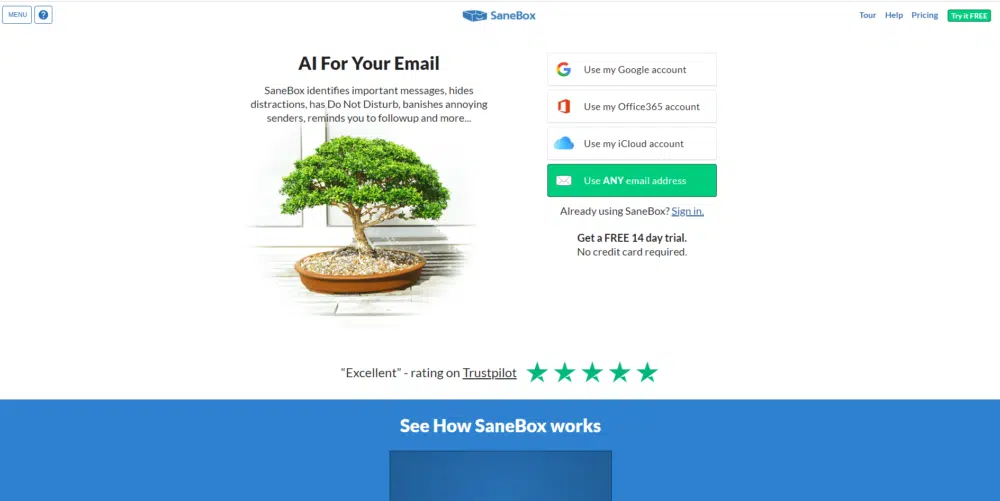 MENU
?
SaneBox
Tour Help Pricing Try it FREE
AI For Your Email
SaneBox identifies important messages, hides
distractions, has Do Not Disturb, banishes annoying
senders, reminds you to followup and more...
Use my Google account
Use my Office365 account
Use my iCloud account
Use ANY email address
Already using SaneBox? Sign in.
Get a FREE 14 day trial.
No credit card required.
“Excellent” - rating on Trustpilot
See How SaneBox works